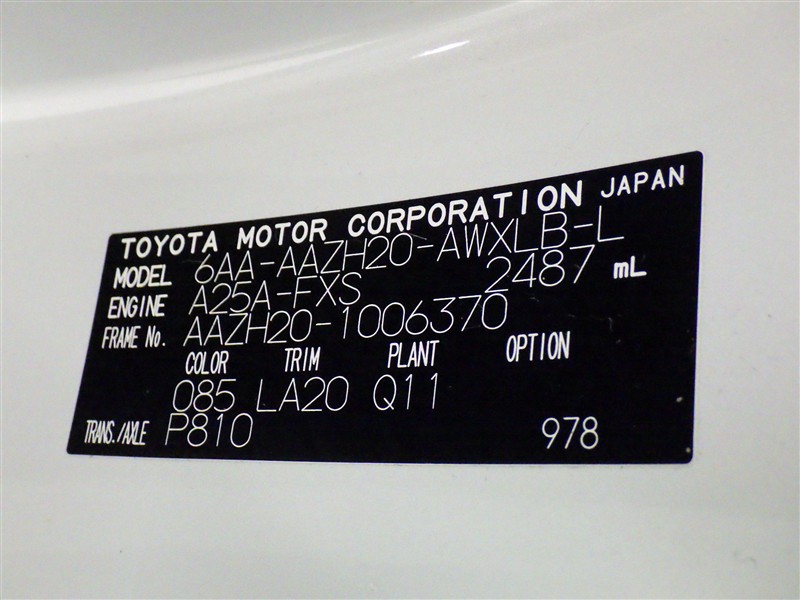 TOYOTA MOTOR CORPORATION JAPAN
MODEL 6AA-AAZH20-AWXLB-L
ENGINE A25A-FXS 2487 mL
FRAME No. AAZH20-1006370
COLOR TRIM PLANT OPTION
085 LA20 Q11
TRANS./AXLE P810 978